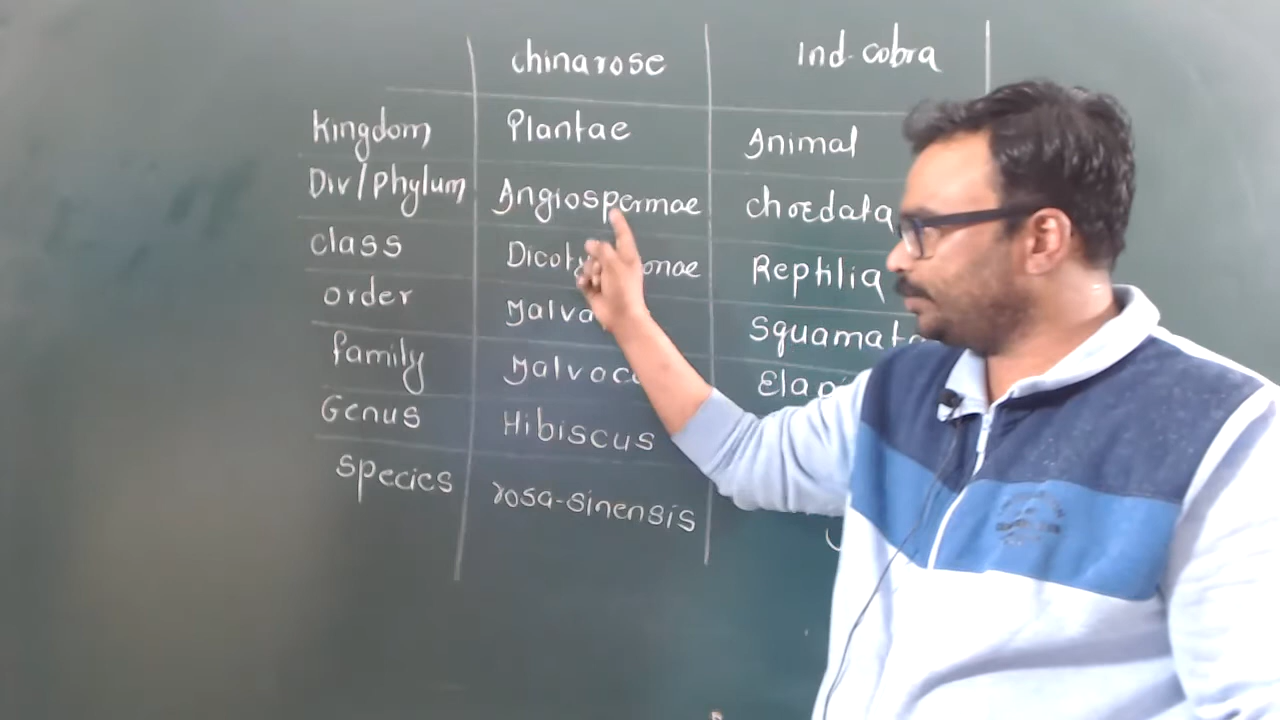 chinarose Ind. cobra
Kingdom Plantae Animal
Div/Phylum Angiospermae chordata
class Reptilia
order Squamata
family
Genus Hibiscus
species rosa-sinensis